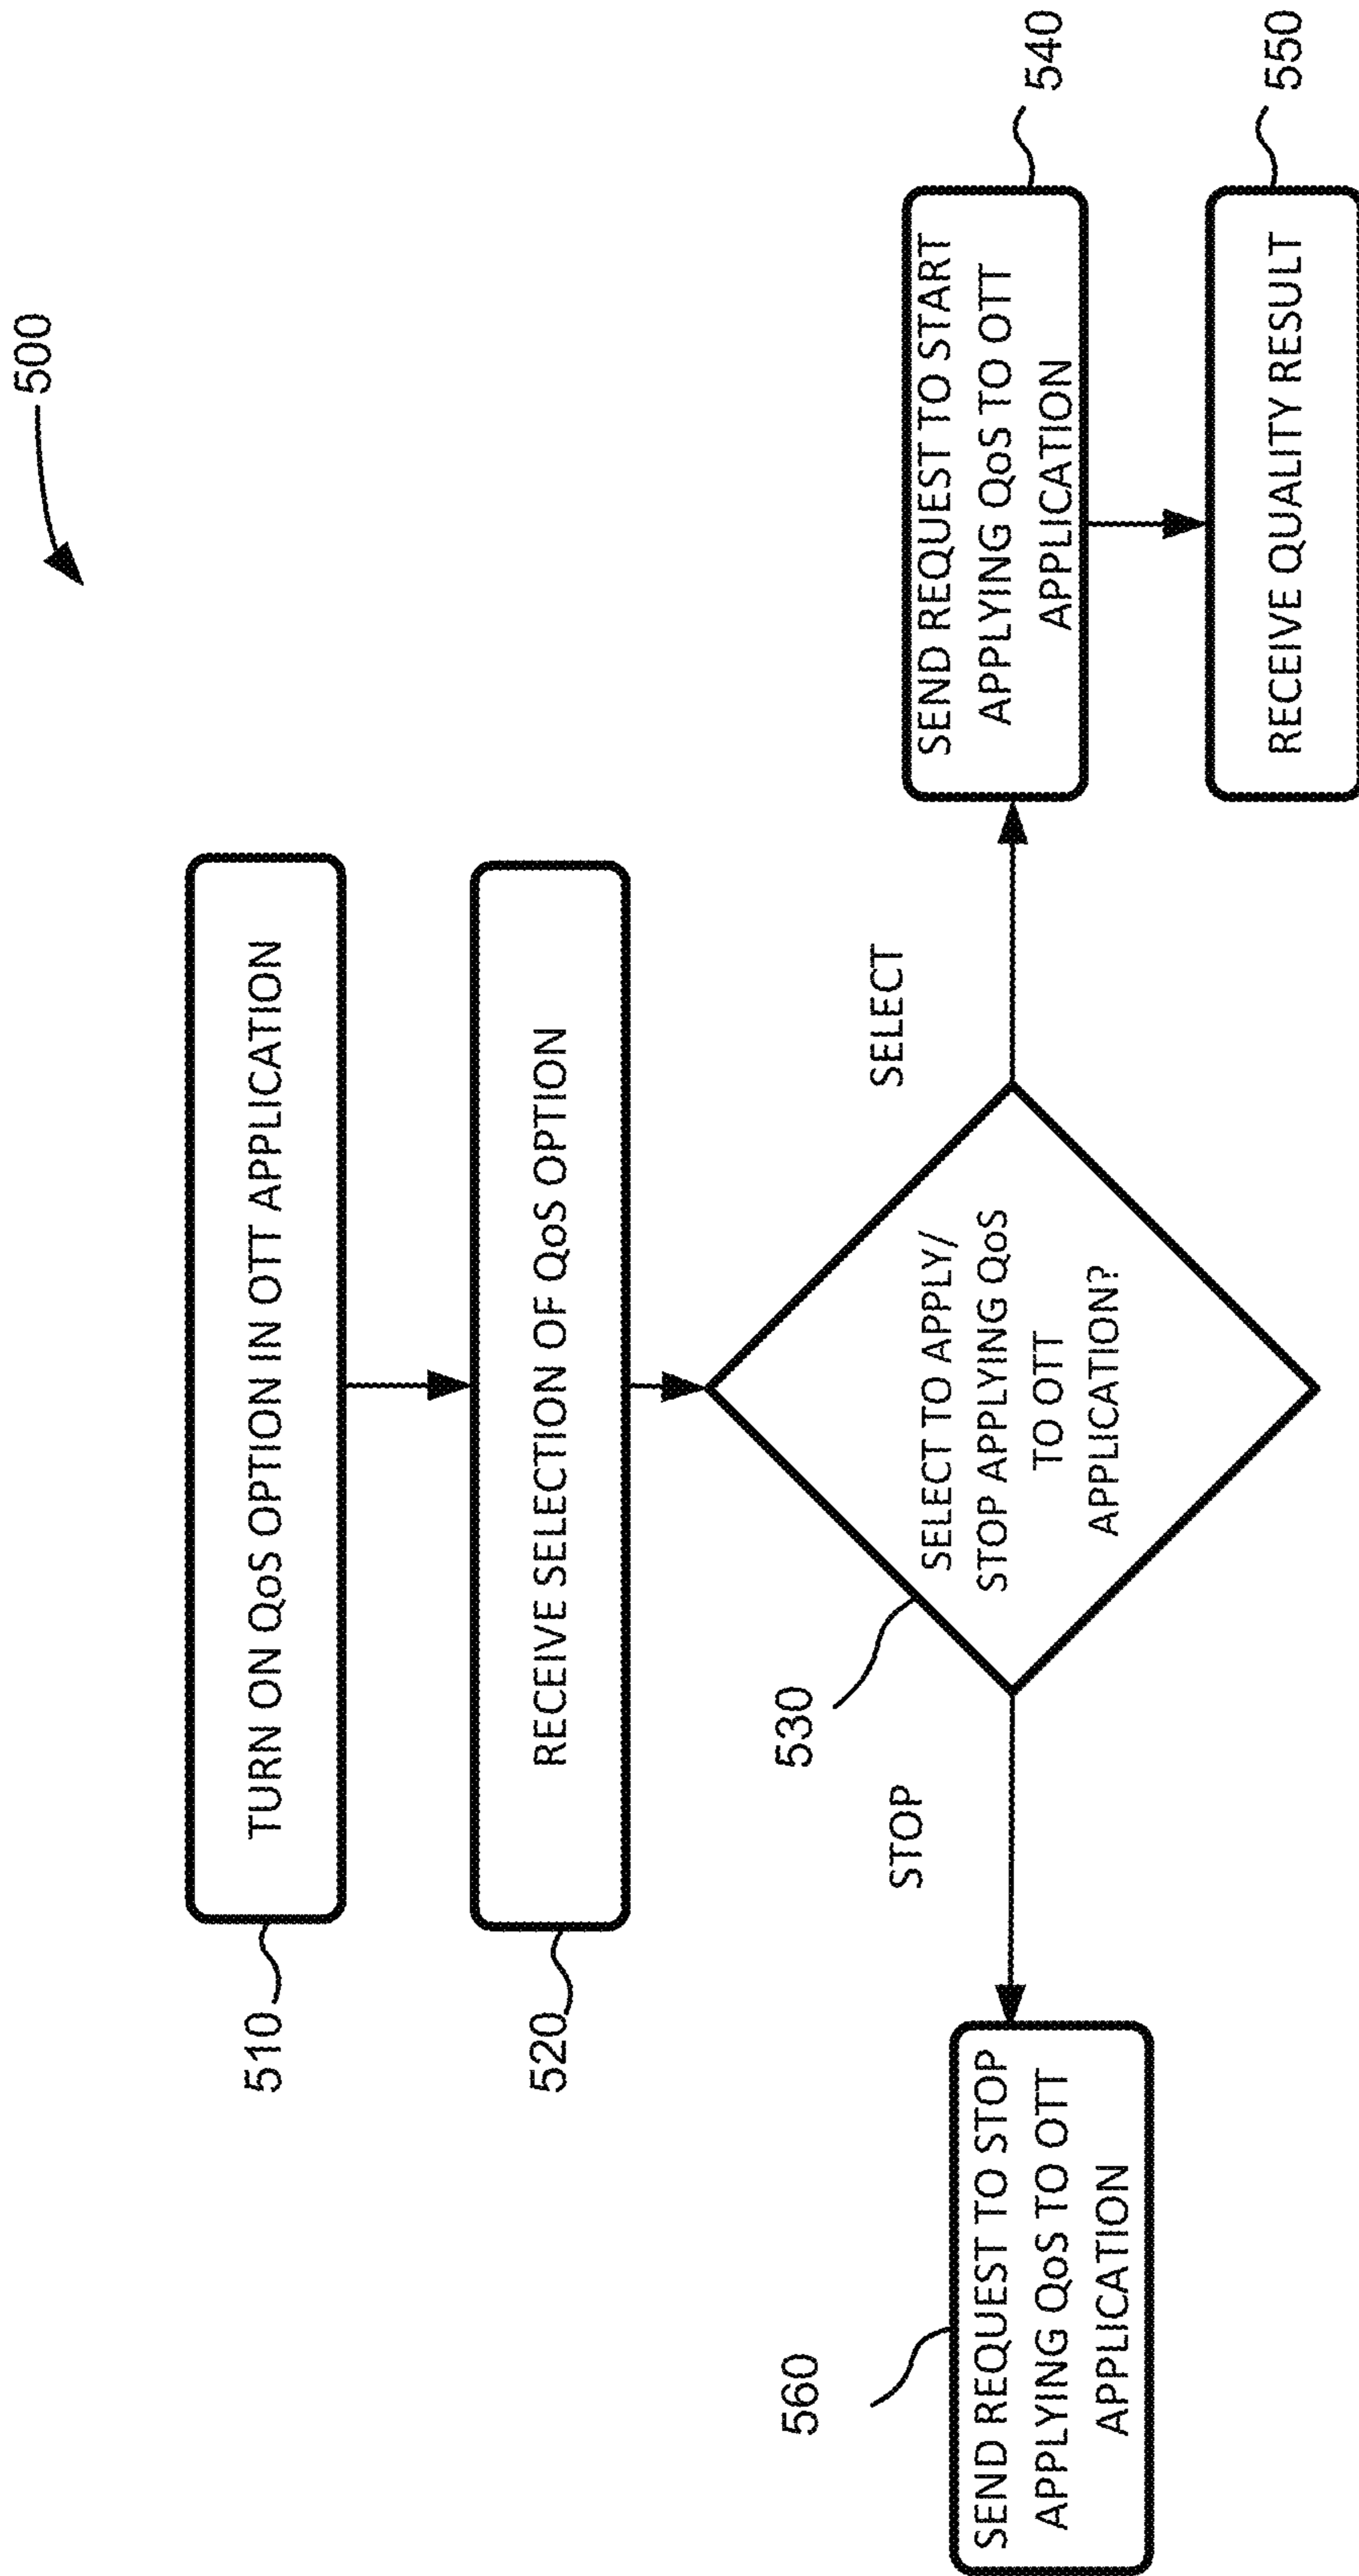 500
510
TURN ON QoS OPTION IN OTT APPLICATION
520
RECEIVE SELECTION OF QoS OPTION
530
SELECT TO APPLY/
STOP APPLYING QoS
TO OTT
APPLICATION?
STOP
SELECT
560
SEND REQUEST TO STOP
APPLYING QoS TO OTT
APPLICATION
SEND REQUEST TO START
APPLYING QoS TO OTT
APPLICATION
540
RECEIVE QUALITY RESULT
550